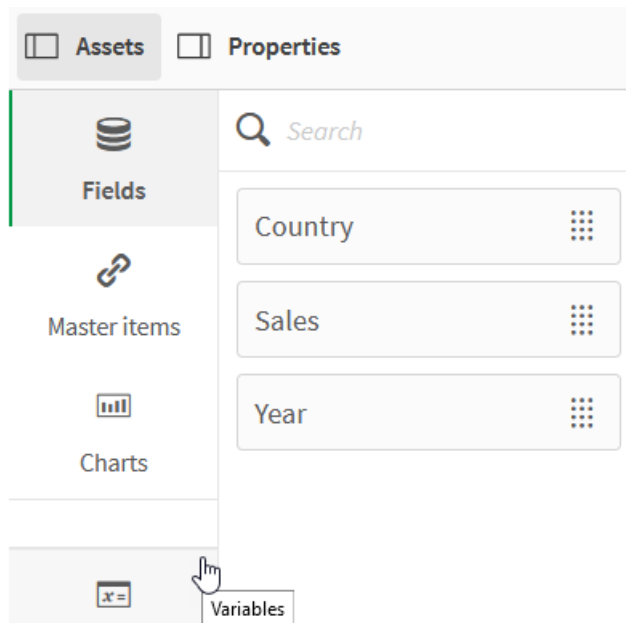 Assets Properties
Fields
Search
Country
Master items
Sales
Year
Charts
x=
Variables